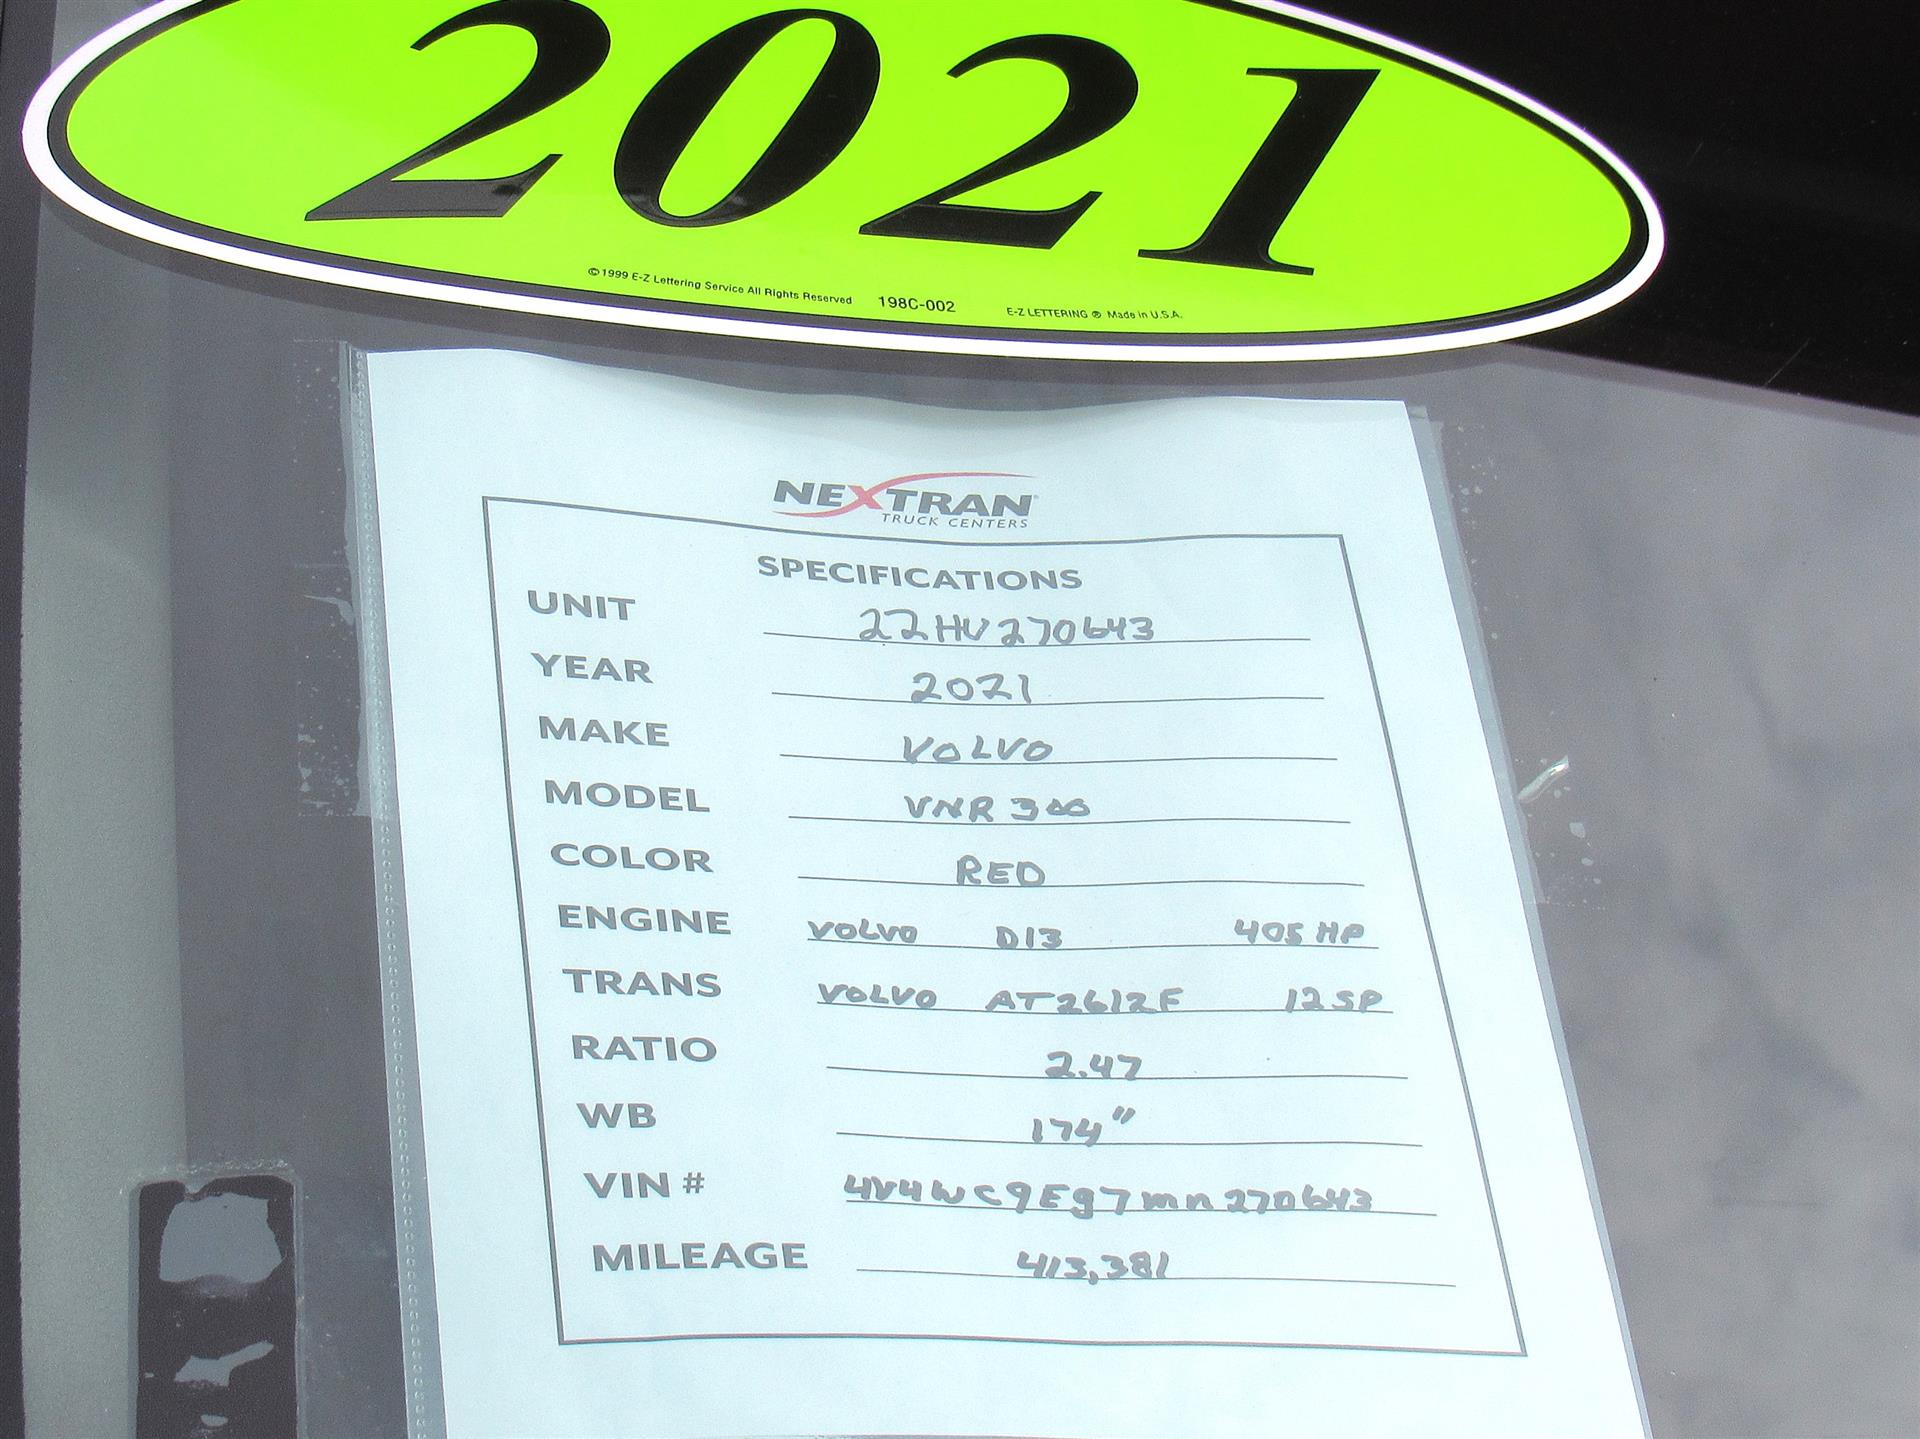 2021
©1999 E-Z Lettering Service All Rights Reserved 198C-002 E-Z LETTERING ® Made in U.S.A.
NEXTRAN®
TRUCK CENTERS
SPECIFICATIONS
UNIT 22HV270643
YEAR 2021
MAKE VOLVO
MODEL VNR 300
COLOR RED
ENGINE VOLVO D13 405 HP
TRANS VOLVO AT2612F 12 SP
RATIO 2.47
WB 174"
VIN # 4V4WC9Eg7mn270643
MILEAGE 413,381